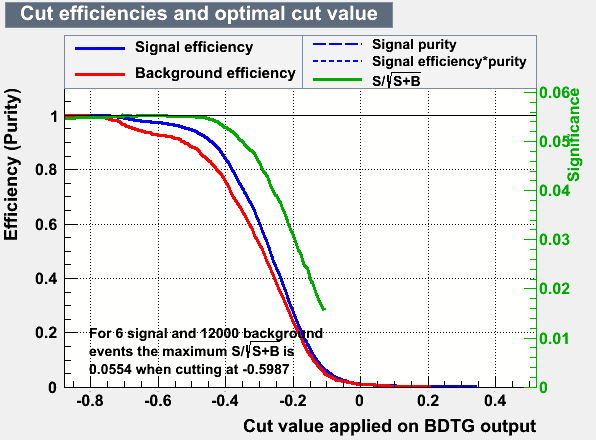 Cut efficiencies and optimal cut value
Signal efficiency
Background efficiency
Signal purity
Signal efficiency*purity
S/√S+B
Efficiency (Purity)
1
0.8
0.6
0.4
0.2
0
0.06
0.05
0.04
0.03
0.02
0.01
0
Significance
For 6 signal and 12000 background
events the maximum S/√S+B is
0.0554 when cutting at -0.5987
-0.8 -0.6 -0.4 -0.2 0 0.2 0.4
Cut value applied on BDTG output